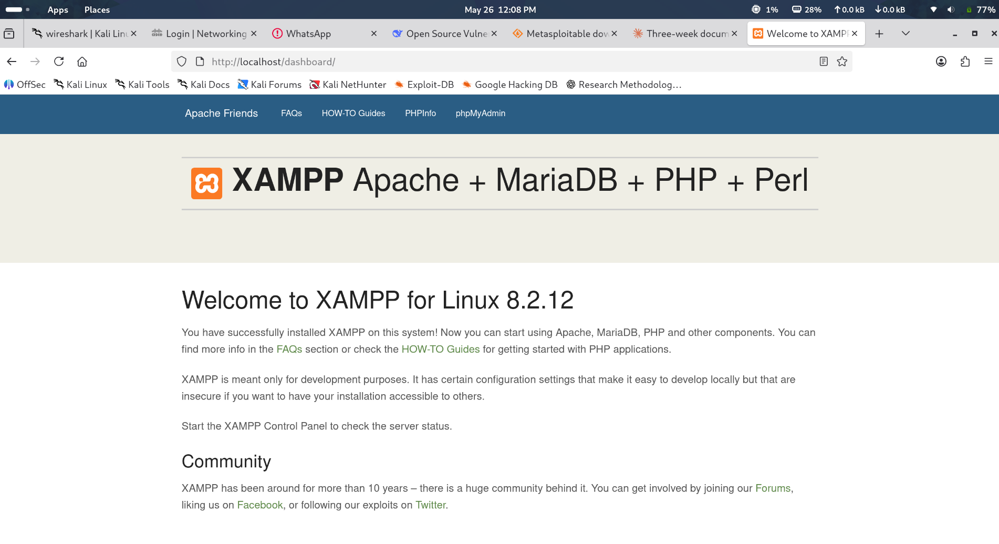 Apps Places May 26 12:08 PM 1% 28% 0.0 kB 0.0 kB 77%
wireshark | Kali Linu Login | Networking WhatsApp Open Source Vulne Metasploitable dow Three-week docum Welcome to XAMPP
http://localhost/dashboard/
OffSec Kali Linux Kali Tools Kali Docs Kali Forums Kali NetHunter Exploit-DB Google Hacking DB Research Methodolog...
Apache Friends FAQs HOW-TO Guides PHPInfo phpMyAdmin
XAMPP Apache + MariaDB + PHP + Perl
Welcome to XAMPP for Linux 8.2.12
You have successfully installed XAMPP on this system! Now you can start using Apache, MariaDB, PHP and other components. You can
find more info in the FAQs section or check the HOW-TO Guides for getting started with PHP applications.
XAMPP is meant only for development purposes. It has certain configuration settings that make it easy to develop locally but that are
insecure if you want to have your installation accessible to others.
Start the XAMPP Control Panel to check the server status.
Community
XAMPP has been around for more than 10 years – there is a huge community behind it. You can get involved by joining our Forums,
liking us on Facebook, or following our exploits on Twitter.